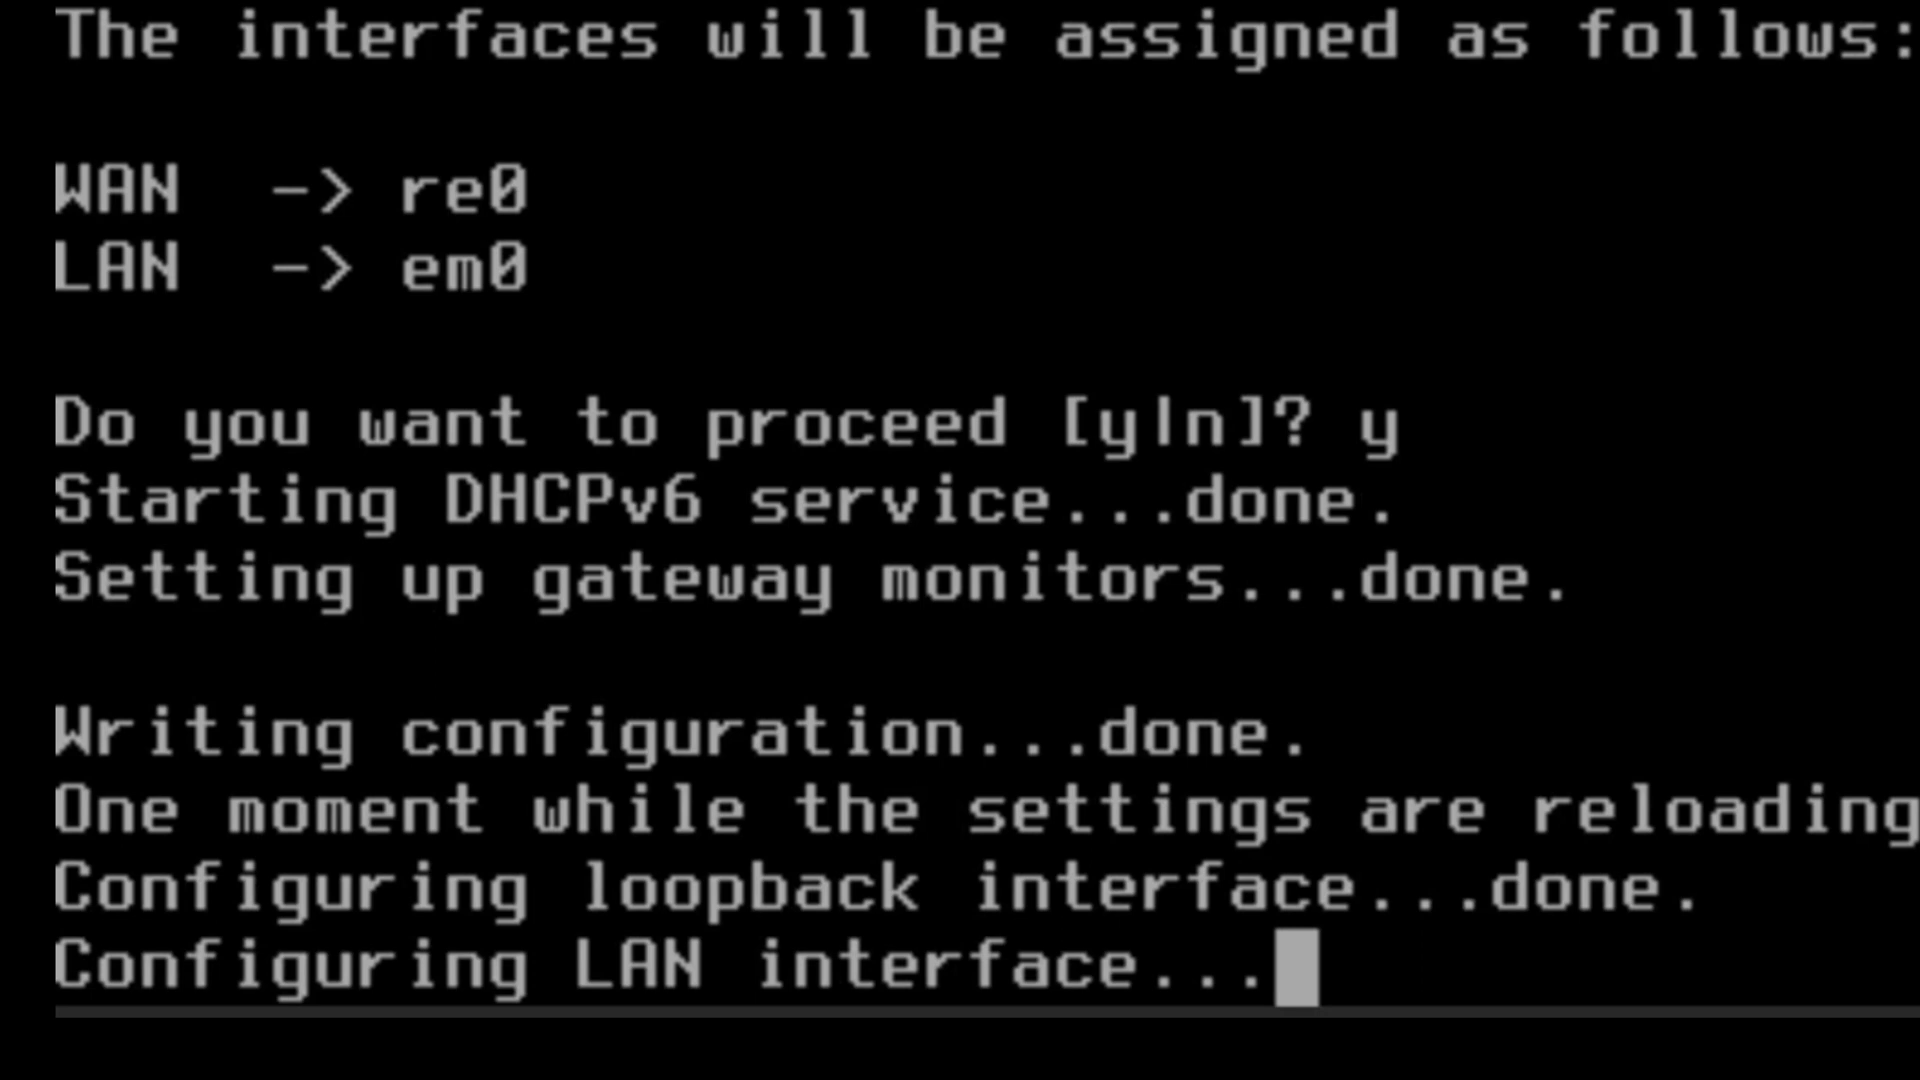 The interfaces will be assigned as follows:
WAN  -> re0
LAN  -> em0
Do you want to proceed [y|n]? y
Starting DHCPv6 service...done.
Setting up gateway monitors...done.
Writing configuration...done.
One moment while the settings are reloading
Configuring loopback interface...done.
Configuring LAN interface...